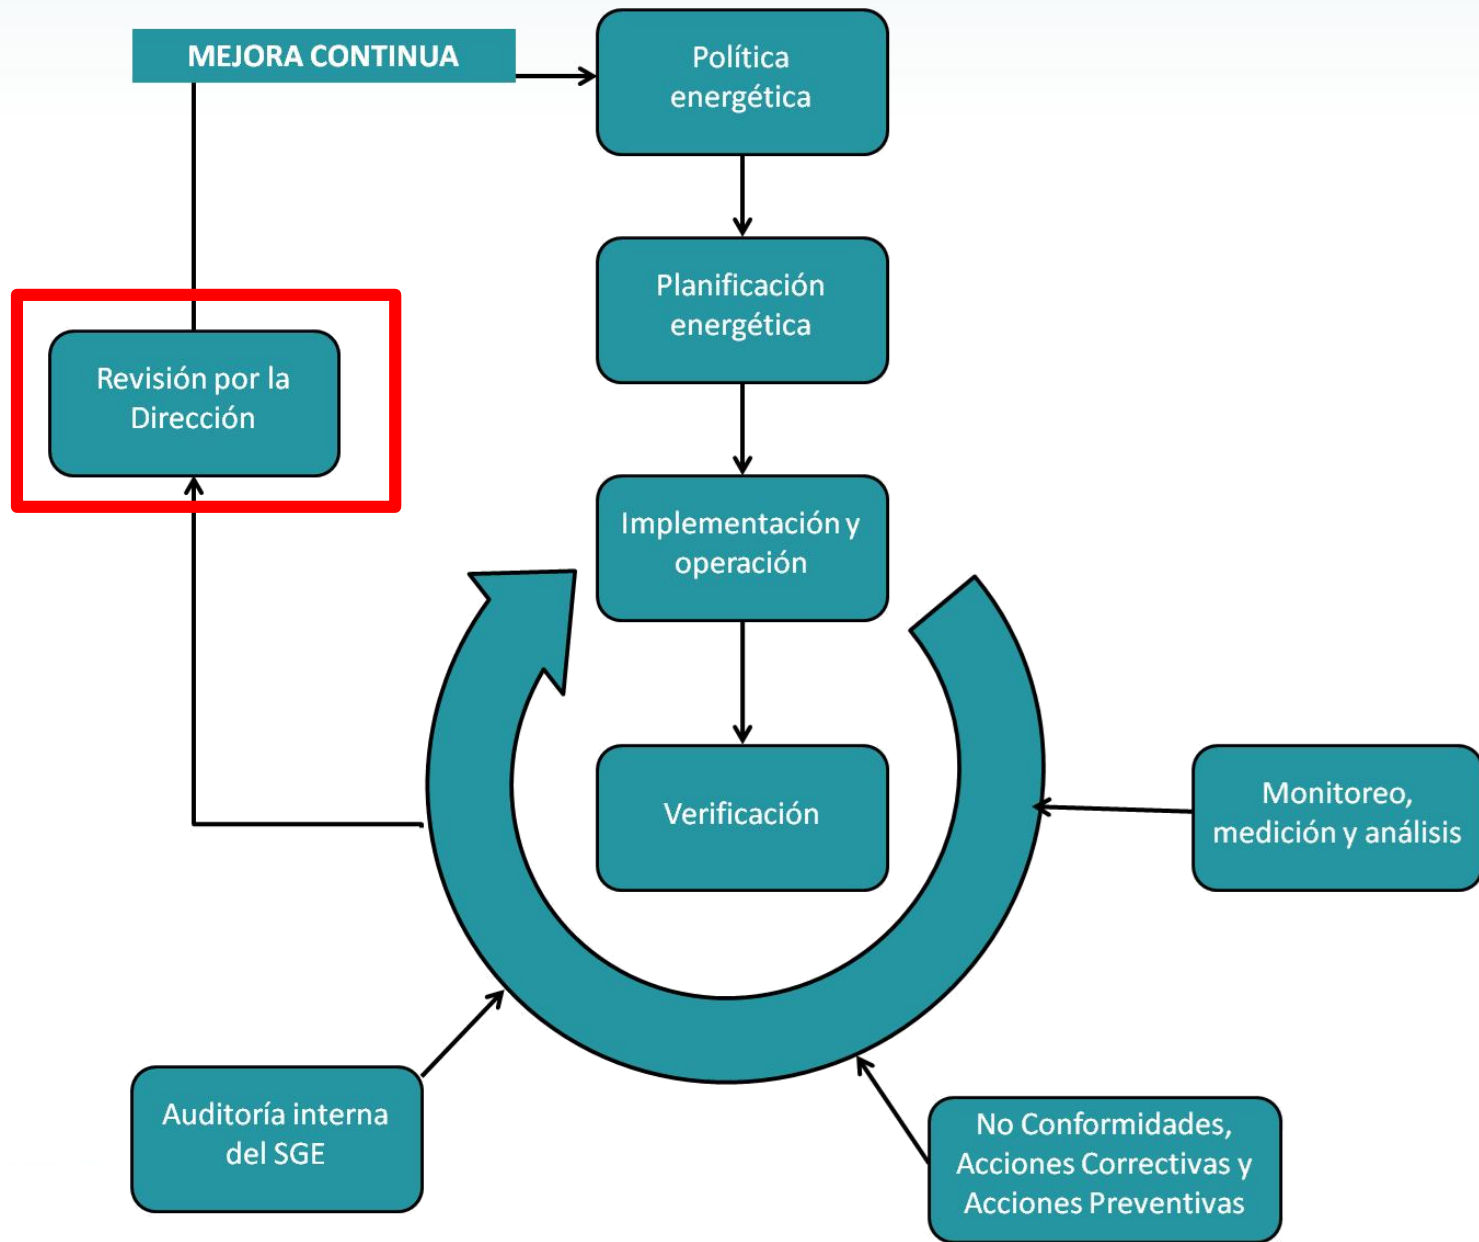 MEJORA CONTINUA
Política
energética
Planificación
energética
Revisión por la
Dirección
Implementación y
operación
Verificación
Monitoreo,
medición y análisis
Auditoría interna
del SGE
No Conformidades,
Acciones Correctivas y
Acciones Preventivas